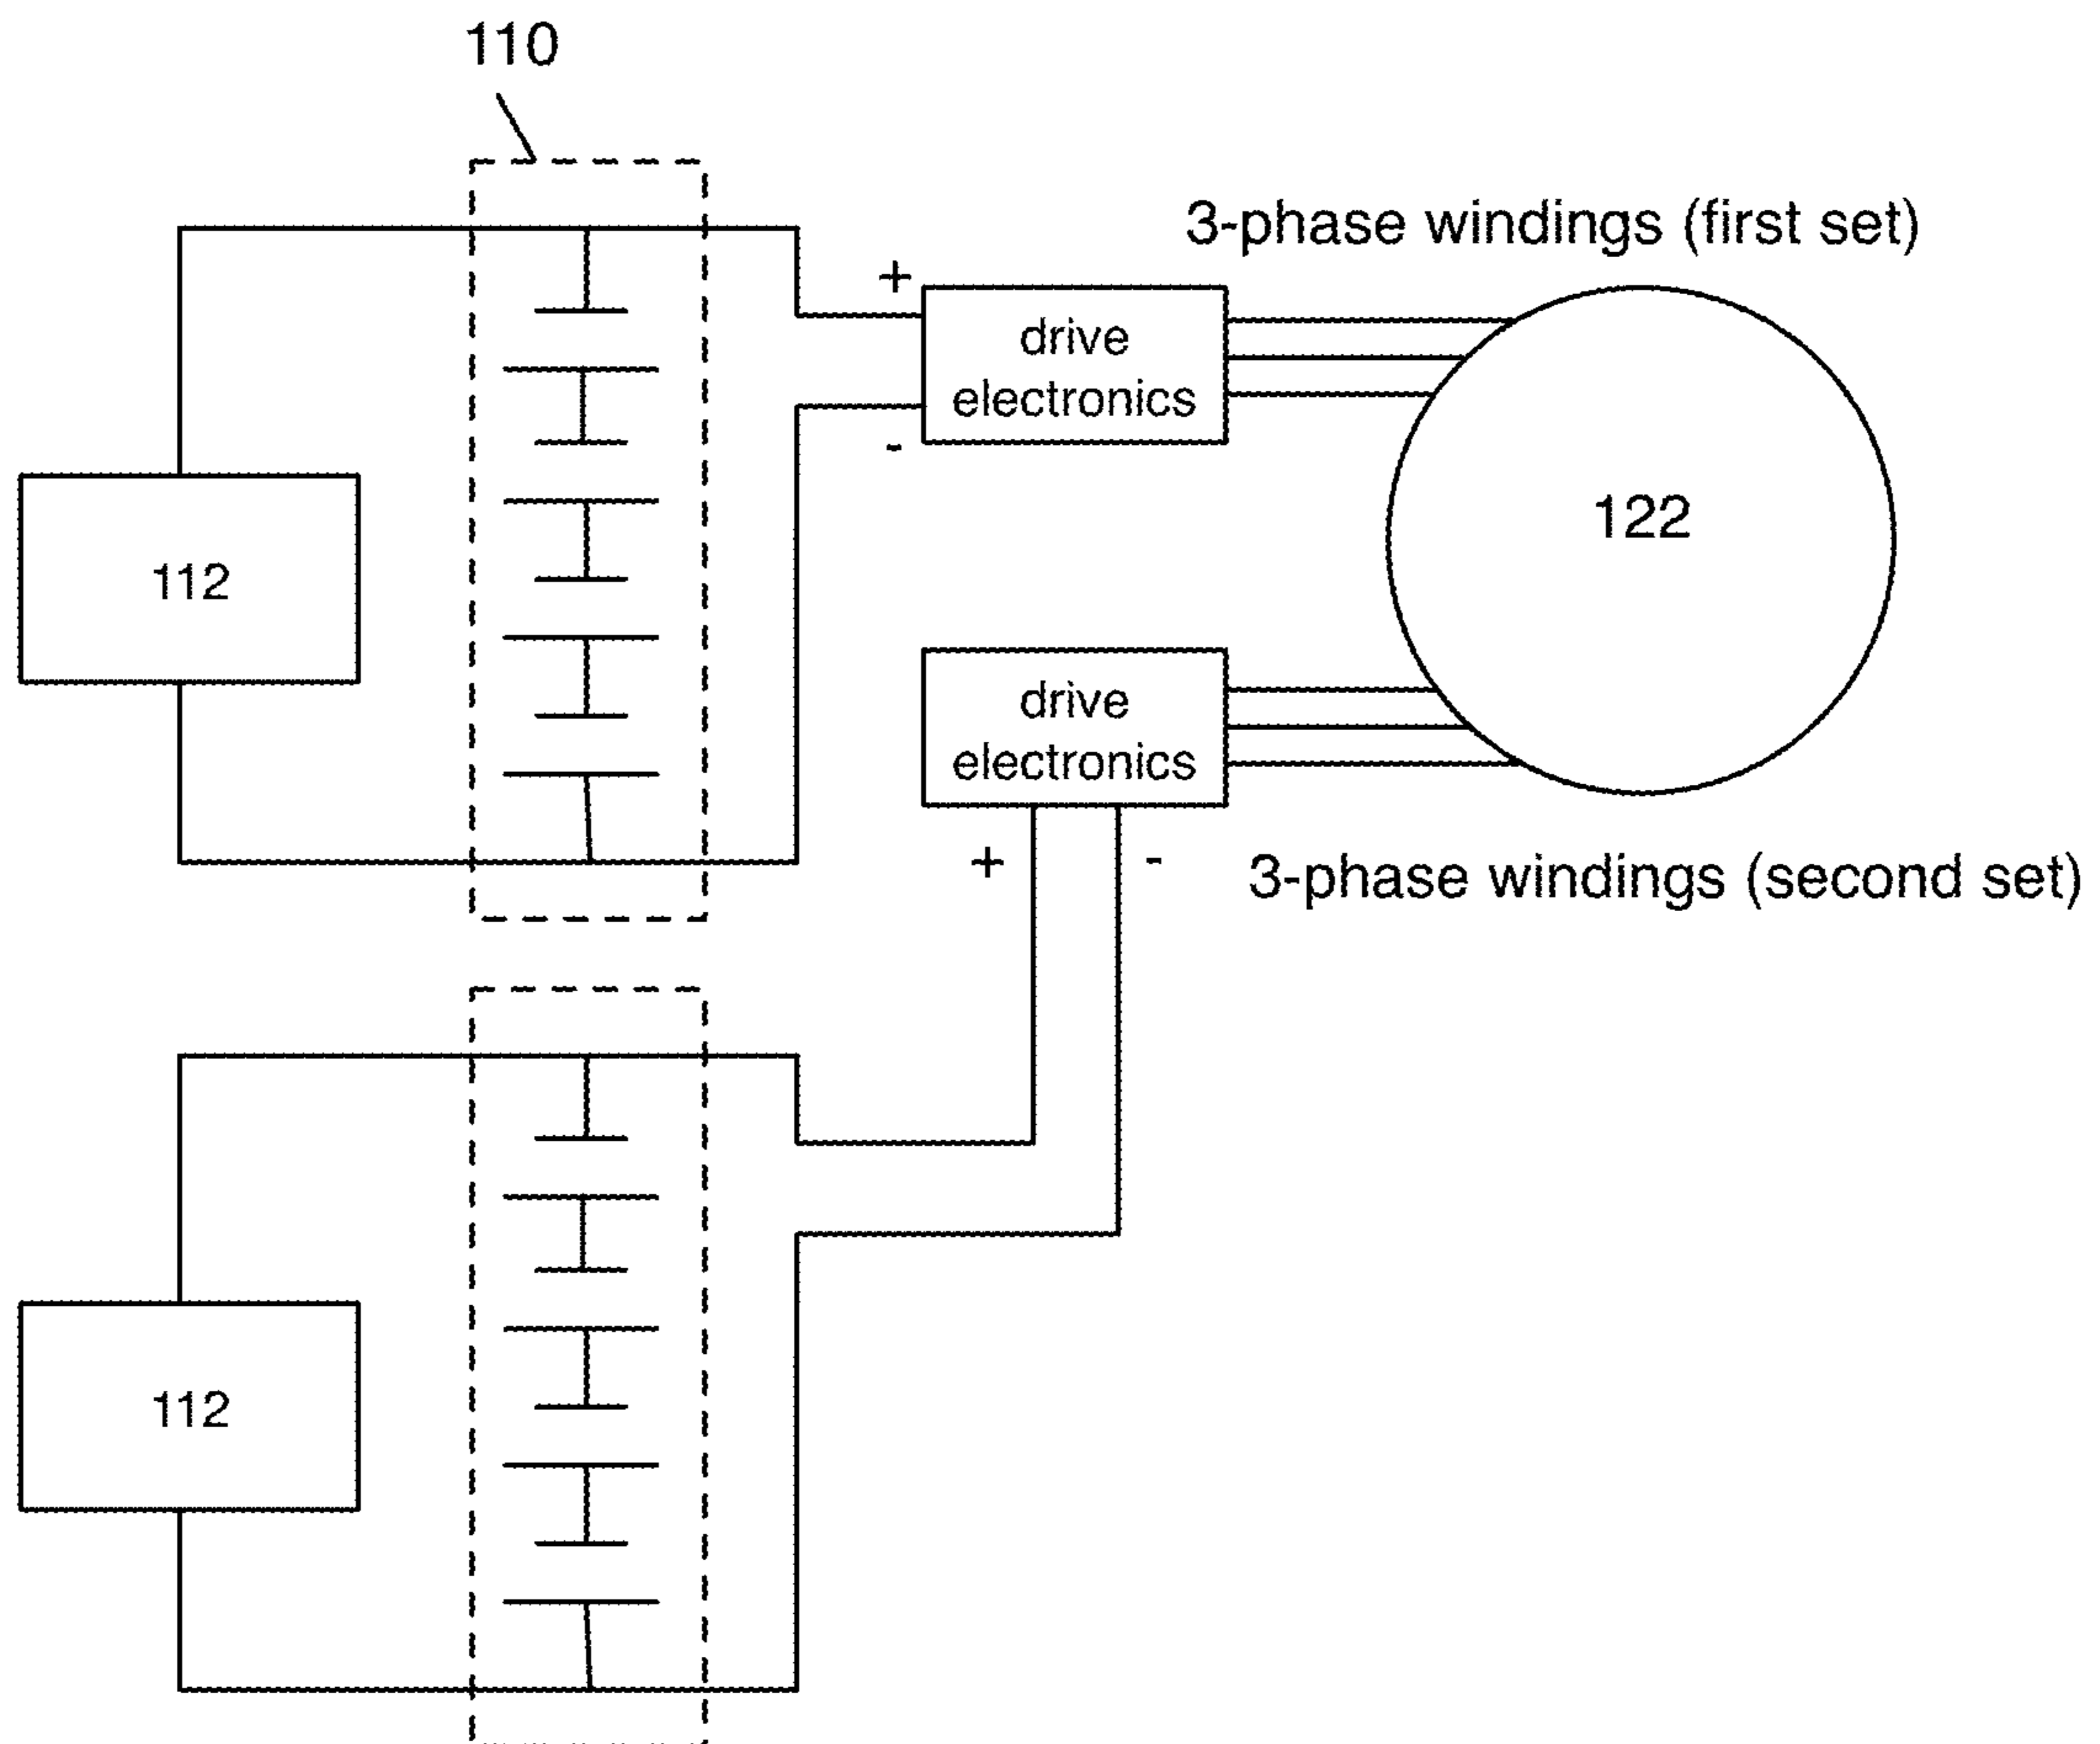 110
3-phase windings (first set)
+
drive
electronics
-
122
112
drive
electronics
+
-
3-phase windings (second set)
112